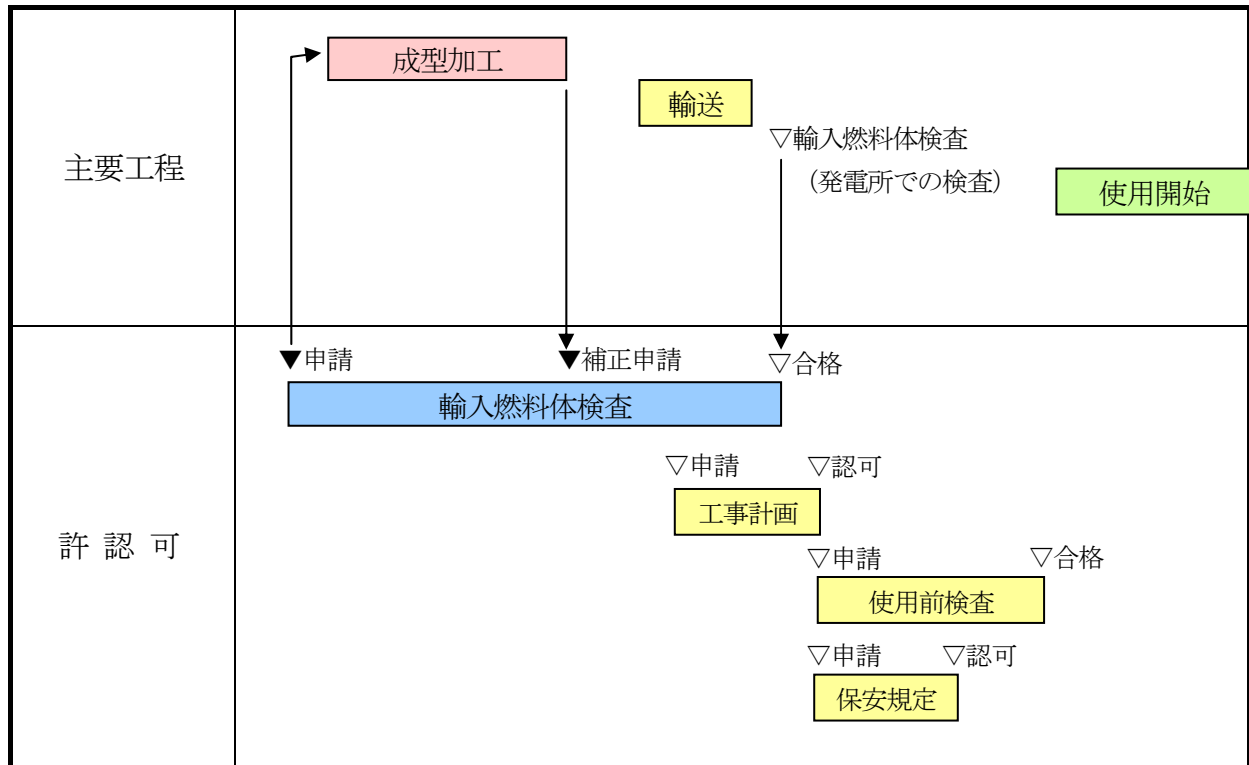 主要工程
成型加工
輸送
▽輸入燃料体検査
(発電所での検査)
使用開始
許認可
▼申請
▼補正申請
▽合格
輸入燃料体検査
▽申請
▽認可
工事計画
▽申請
▽合格
使用前検査
▽申請
▽認可
保安規定